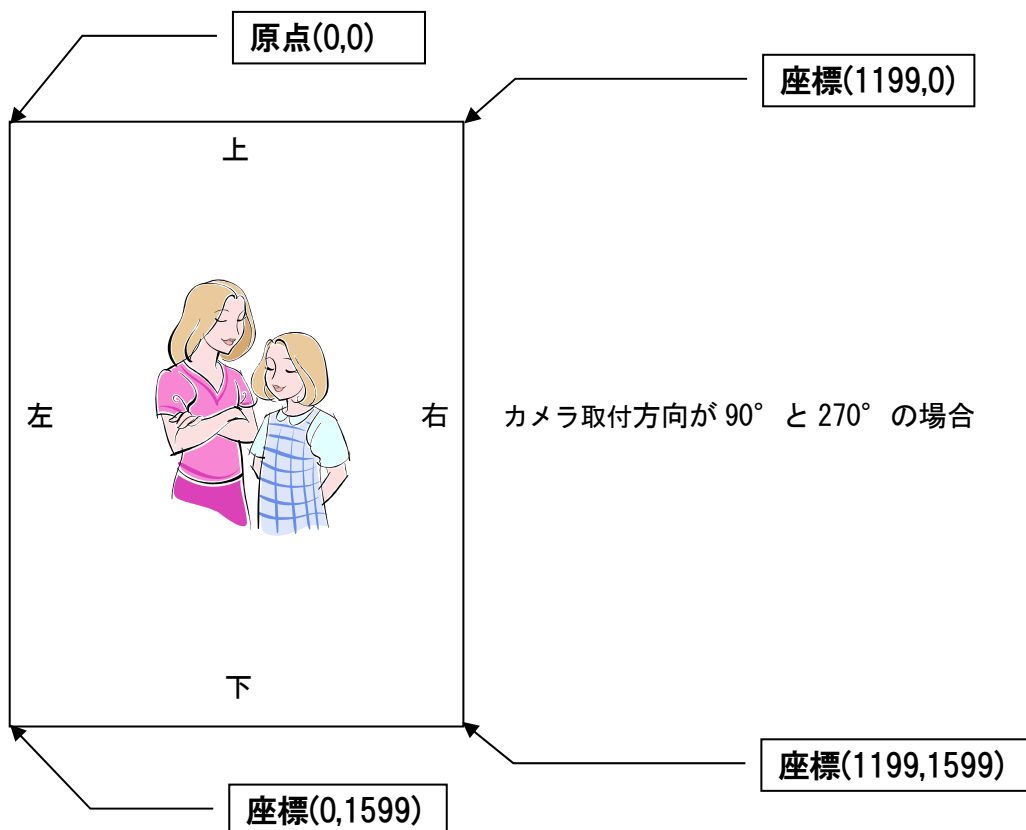 原点(0,0)
座標(1199,0)
上
左
右
カメラ取付方向が 90° と 270° の場合
下
座標(1199,1599)
座標(0,1599)